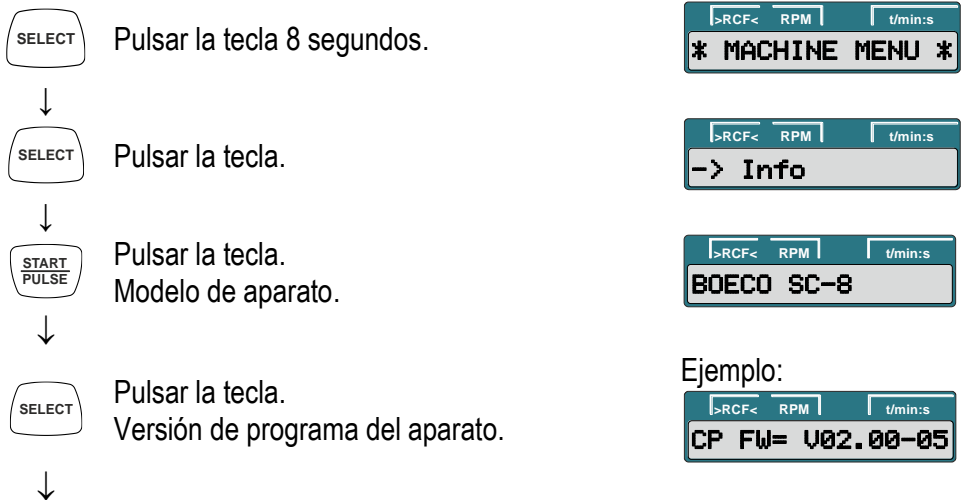 SELECT
Pulsar la tecla 8 segundos.
>RCF< RPM t/min:s
* MACHINE MENU *
↓
SELECT
Pulsar la tecla.
>RCF< RPM t/min:s
-> Info
↓
START
PULSE
Pulsar la tecla.
Modelo de aparato.
>RCF< RPM t/min:s
BOECO SC-8
↓
SELECT
Pulsar la tecla.
Versión de programa del aparato.
Ejemplo:
>RCF< RPM t/min:s
CP FW= V02.00-05
↓